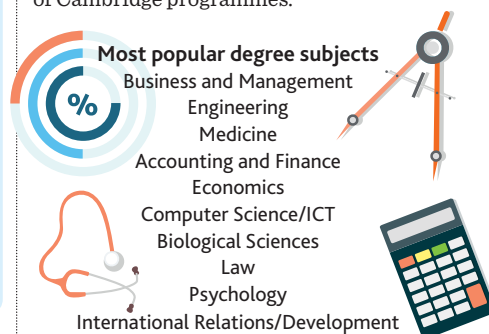 of Cambridge programmes.
Most popular degree subjects
%
Business and Management
Engineering
Medicine
Accounting and Finance
Economics
Computer Science/ICT
Biological Sciences
Law
Psychology
International Relations/Development